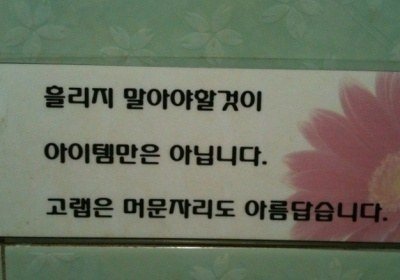 흘리지 말아야할것이
아이템만은 아닙니다.
고랩은 머문자리도 아름답습니다.